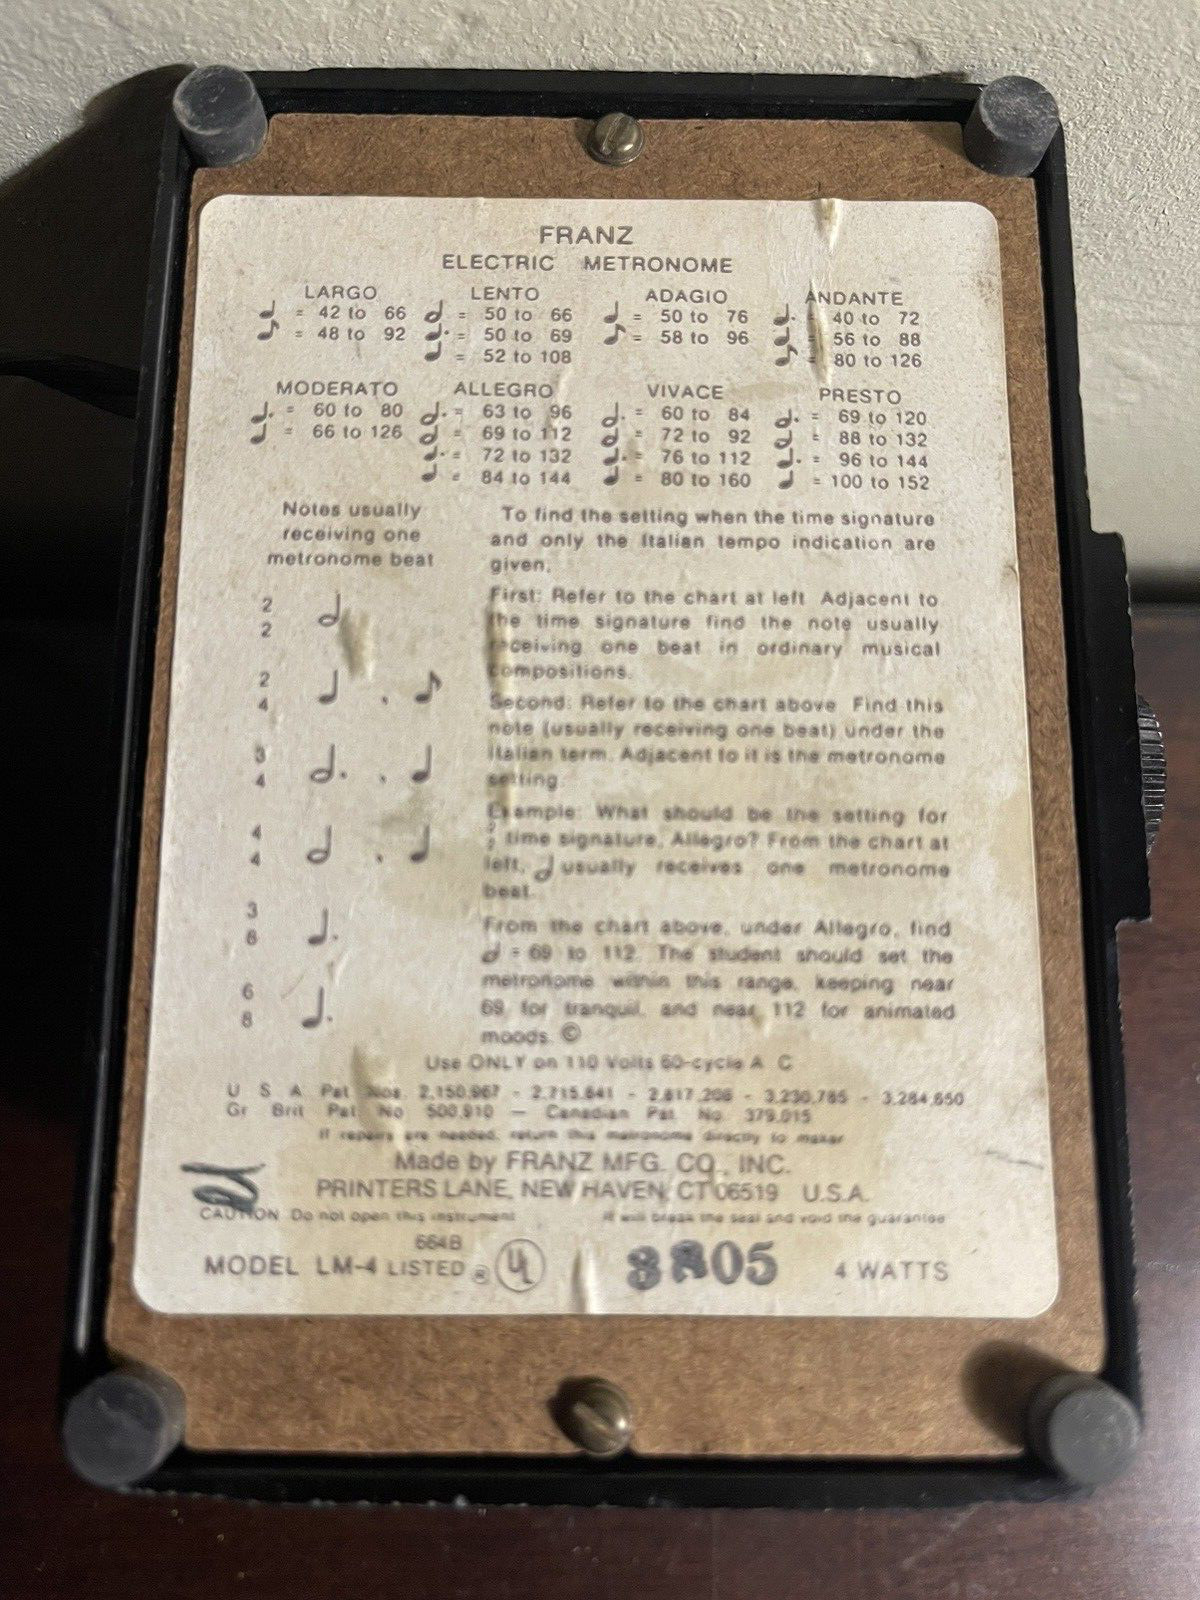 FRANZ
ELECTRIC METRONOME
LARGO LENTO ADAGIO ANDANTE
♩ = 42 to 66 𝅗𝅥 = 50 to 66 ♩ = 50 to 76 ♩. = 40 to 72
♪ = 48 to 92 ♩. = 50 to 69 ♪ = 58 to 96 ♩ = 56 to 88
♩ = 52 to 108 ♪ = 80 to 126
MODERATO ALLEGRO VIVACE PRESTO
♩. = 60 to 80 𝅗𝅥. = 63 to 96 𝅗𝅥. = 60 to 84 𝅗𝅥. = 69 to 120
♩ = 66 to 126 𝅗𝅥 = 69 to 112 𝅗𝅥 = 72 to 92 𝅗𝅥 = 88 to 132
♩. = 72 to 132 ♩. = 76 to 112 ♩. = 96 to 144
♩ = 84 to 144 ♩ = 80 to 160 ♩ = 100 to 152
Notes usually
receiving one
metronome beat
2
2 𝅗𝅥
2
4 ♩ , ♪
3
4 𝅗𝅥. , ♩
4
4 𝅗𝅥 , ♩
3
8 ♩.
6
8 ♩.
To find the setting when the time signature
and only the Italian tempo indication are
given,
First: Refer to the chart at left Adjacent to
the time signature find the note usually
receiving one beat in ordinary musical
compositions.
Second: Refer to the chart above Find this
note (usually receiving one beat) under the
Italian term. Adjacent to it is the metronome
setting.
Example: What should be the setting for
2/2 time signature, Allegro? From the chart at
left, 𝅗𝅥 usually receives one metronome
beat.
From the chart above, under Allegro, find
𝅗𝅥 = 69 to 112. The student should set the
metronome within this range, keeping near
69 for tranquil, and near 112 for animated
moods. ©
Use ONLY on 110 Volts 60-cycle A C
U S A Pat Nos. 2,150,967 - 2,715,841 - 2,817,208 - 3,230,785 - 3,284,650
Gr Brit Pat No 500,910 — Canadian Pat. No. 379,015
If repairs are needed, return this metronome directly to maker
Made by FRANZ MFG. CO., INC.
PRINTERS LANE, NEW HAVEN, CT 06519 U.S.A.
CAUTION Do not open this instrument It will break the seal and void the guarantee
664B
MODEL LM-4 LISTED ® UL 8805 4 WATTS